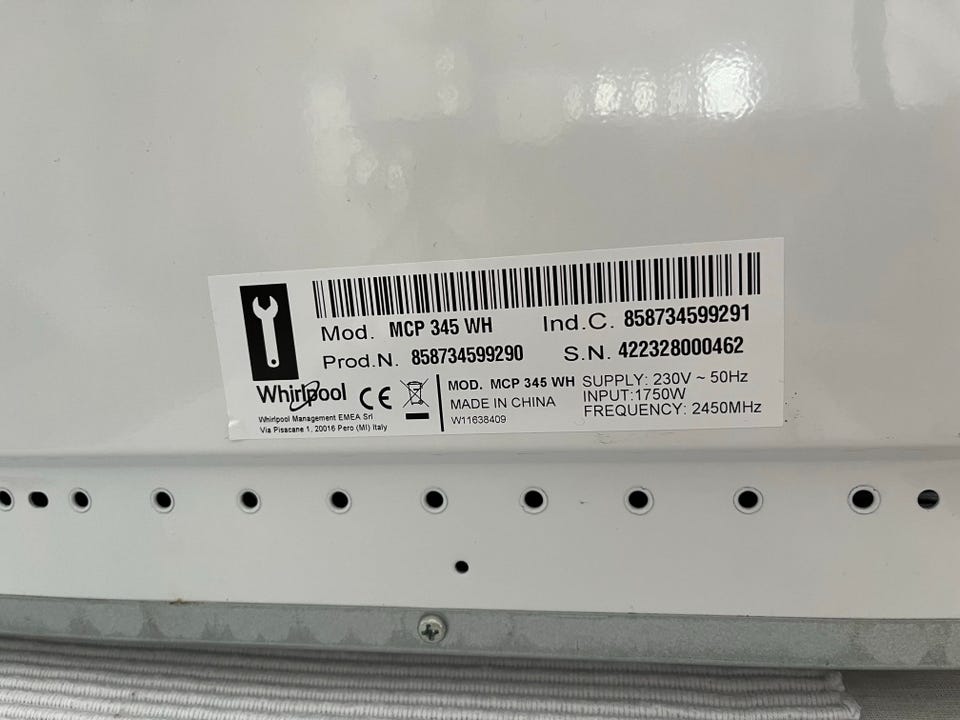 Mod. MCP 345 WH Ind.C. 858734599291
Prod.N. 858734599290 S.N. 422328000462
Whirlpool CE
MOD. MCP 345 WH SUPPLY: 230V ~ 50Hz
MADE IN CHINA INPUT:1750W
W11638409 FREQUENCY: 2450MHz
Whirlpool Management EMEA Srl
Via Pisacane 1, 20016 Pero (MI) Italy